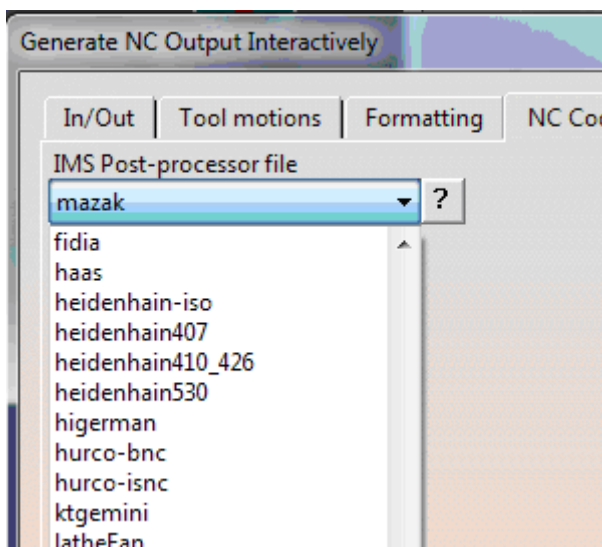 Generate NC Output Interactively
In/Out Tool motions Formatting NC
IMS Post-processor file
mazak ?
fidia
haas
heidenhain-iso
heidenhain407
heidenhain410_426
heidenhain530
higerman
hurco-bnc
hurco-isnc
ktgemini